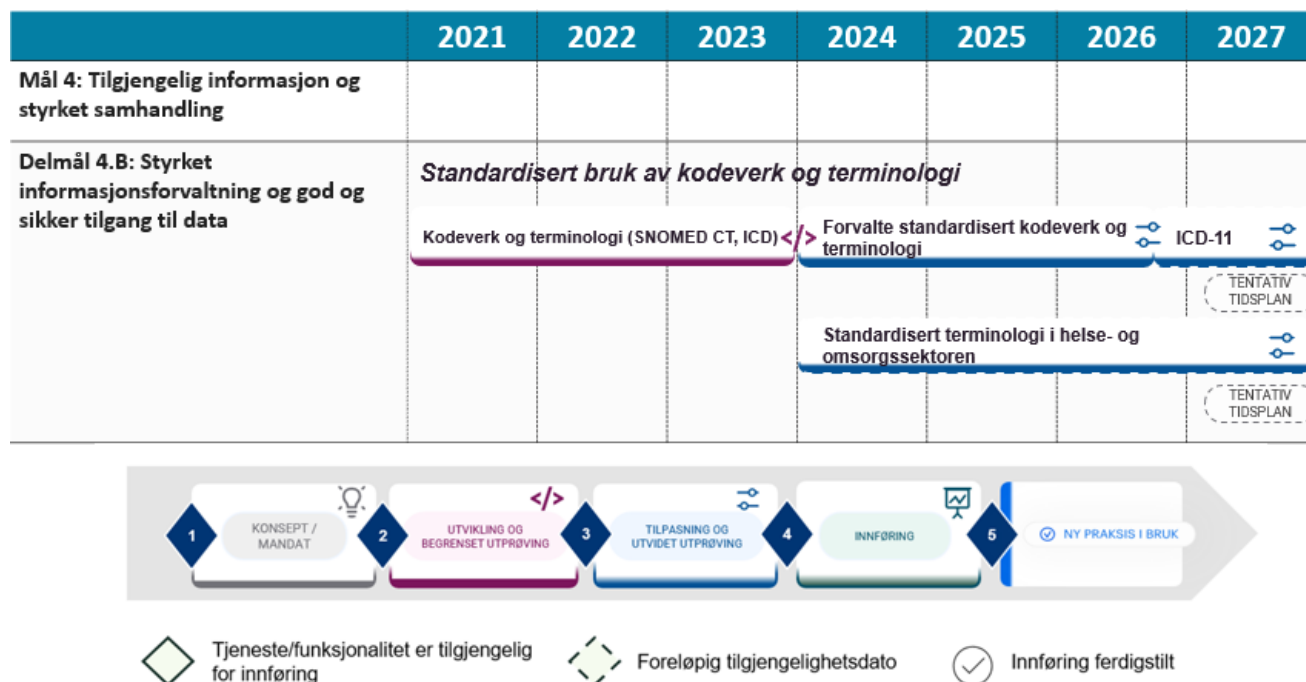 2021 2022 2023 2024 2025 2026 2027
Mål 4: Tilgjengelig informasjon og
styrket samhandling
Delmål 4.B: Styrket
informasjonsforvaltning og god og
sikker tilgang til data
Standardisert bruk av kodeverk og terminologi
Kodeverk og terminologi (SNOMED CT, ICD) </>
Forvalte standardisert kodeverk og
terminologi
ICD-11
TENTATIV
TIDSPLAN
Standardisert terminologi i helse- og
omsorgssektoren
TENTATIV
TIDSPLAN
1
KONSEPT /
MANDAT
2
</>
UTVIKLING OG
BEGRENSET UTPRØVING
3
TILPASNING OG
UTVIDET UTPRØVING
4
INNFØRING
5
NY PRAKSIS I BRUK
Tjeneste/funksjonalitet er tilgjengelig
for innføring
Foreløpig tilgjengelighetsdato
Innføring ferdigstilt